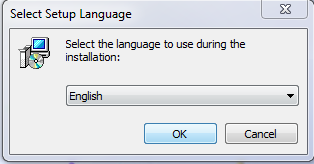 Select Setup Language
Select the language to use during the
installation:
English
OK
Cancel